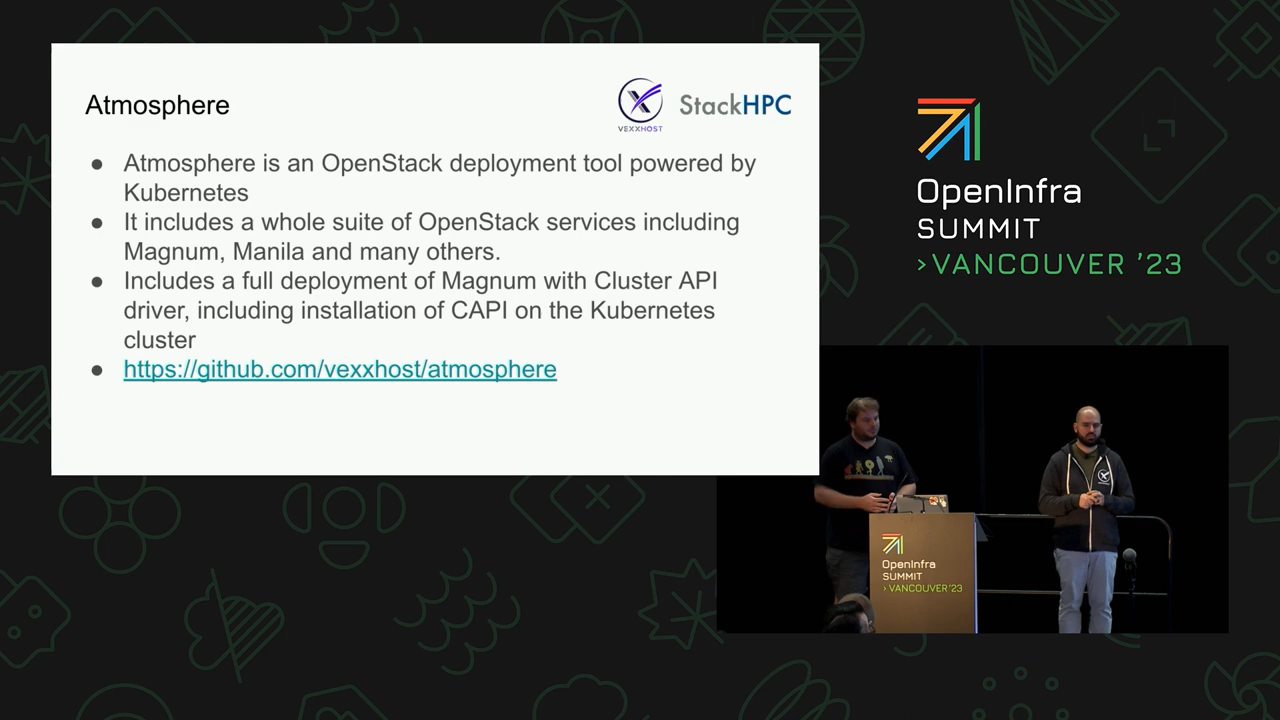 Atmosphere
VEXXHOST
StackHPC
● Atmosphere is an OpenStack deployment tool powered by
Kubernetes
● It includes a whole suite of OpenStack services including
Magnum, Manila and many others.
● Includes a full deployment of Magnum with Cluster API
driver, including installation of CAPI on the Kubernetes
cluster
● https://github.com/vexxhost/atmosphere
OpenInfra
SUMMIT
>VANCOUVER '23
OpenInfra
SUMMIT
>VANCOUVER '23